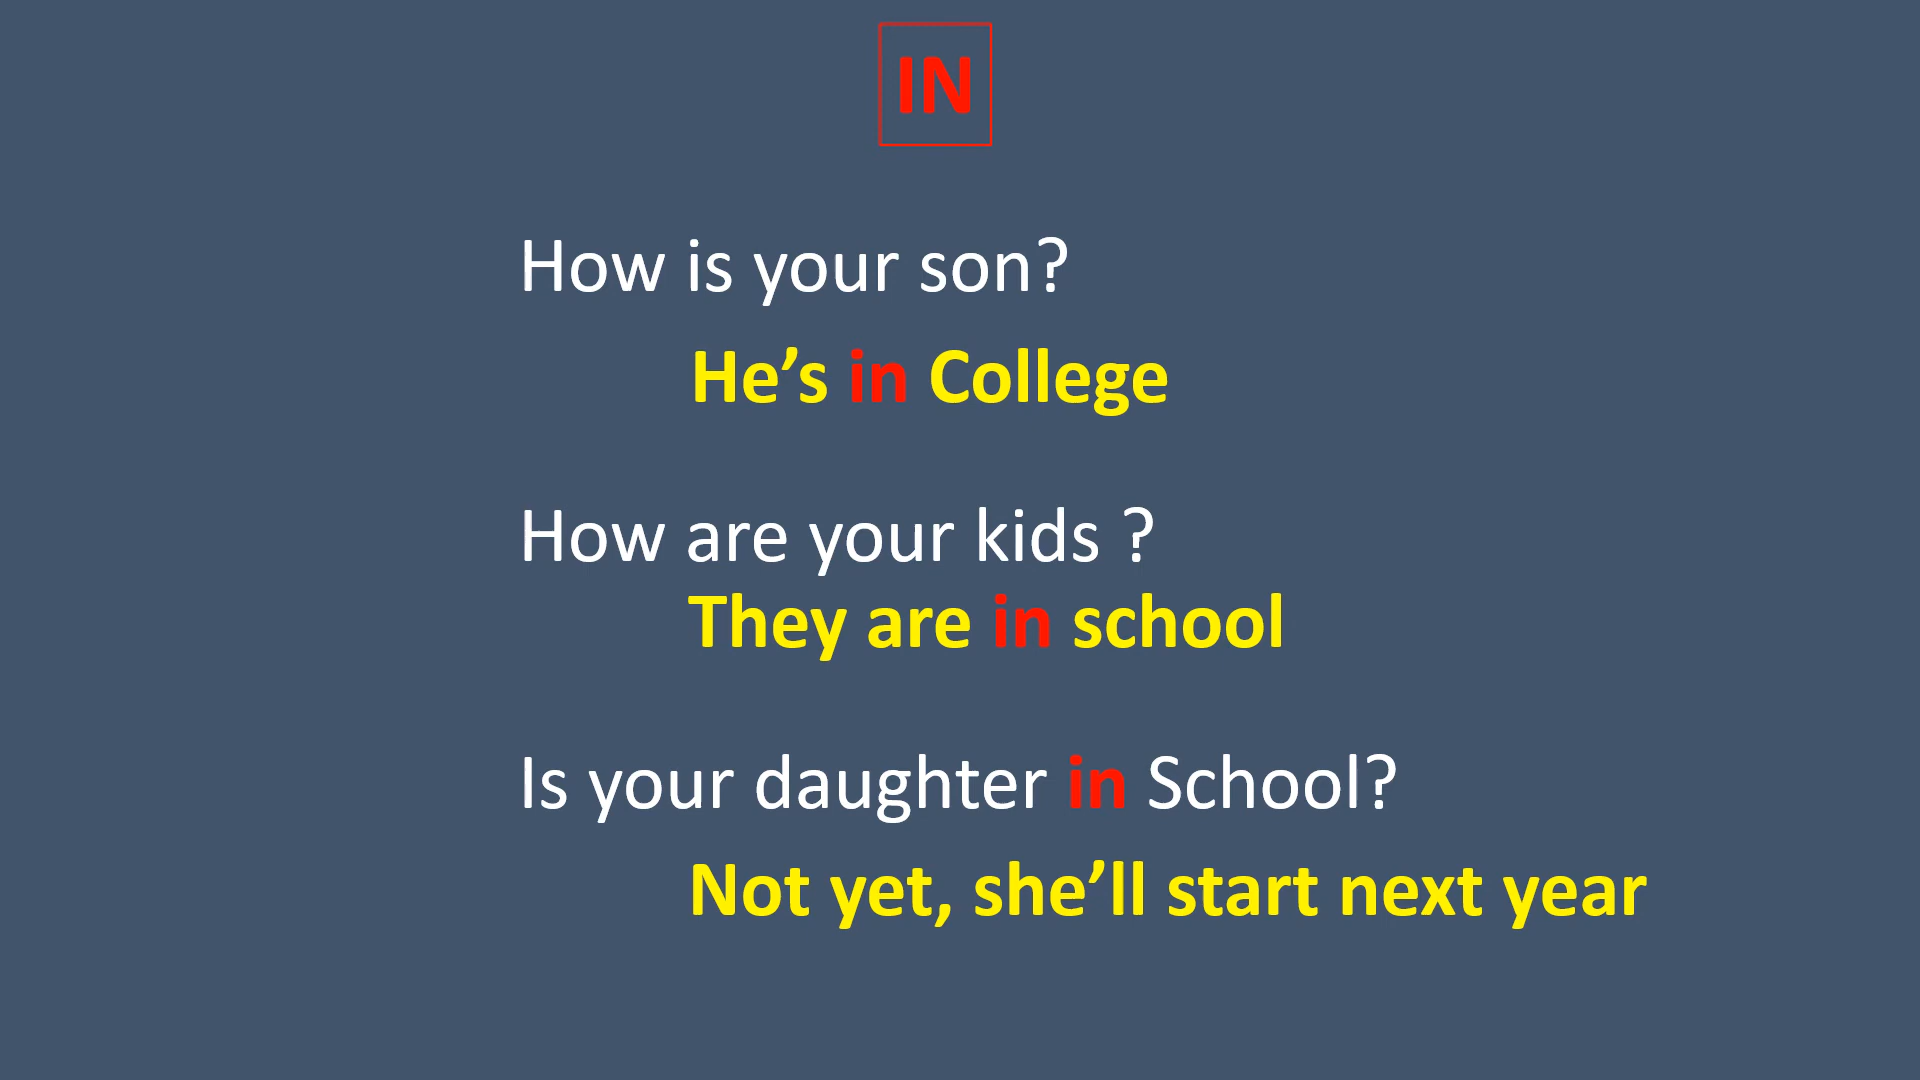 IN
How is your son?
He’s in College
How are your kids ?
They are in school
Is your daughter in School?
Not yet, she’ll start next year